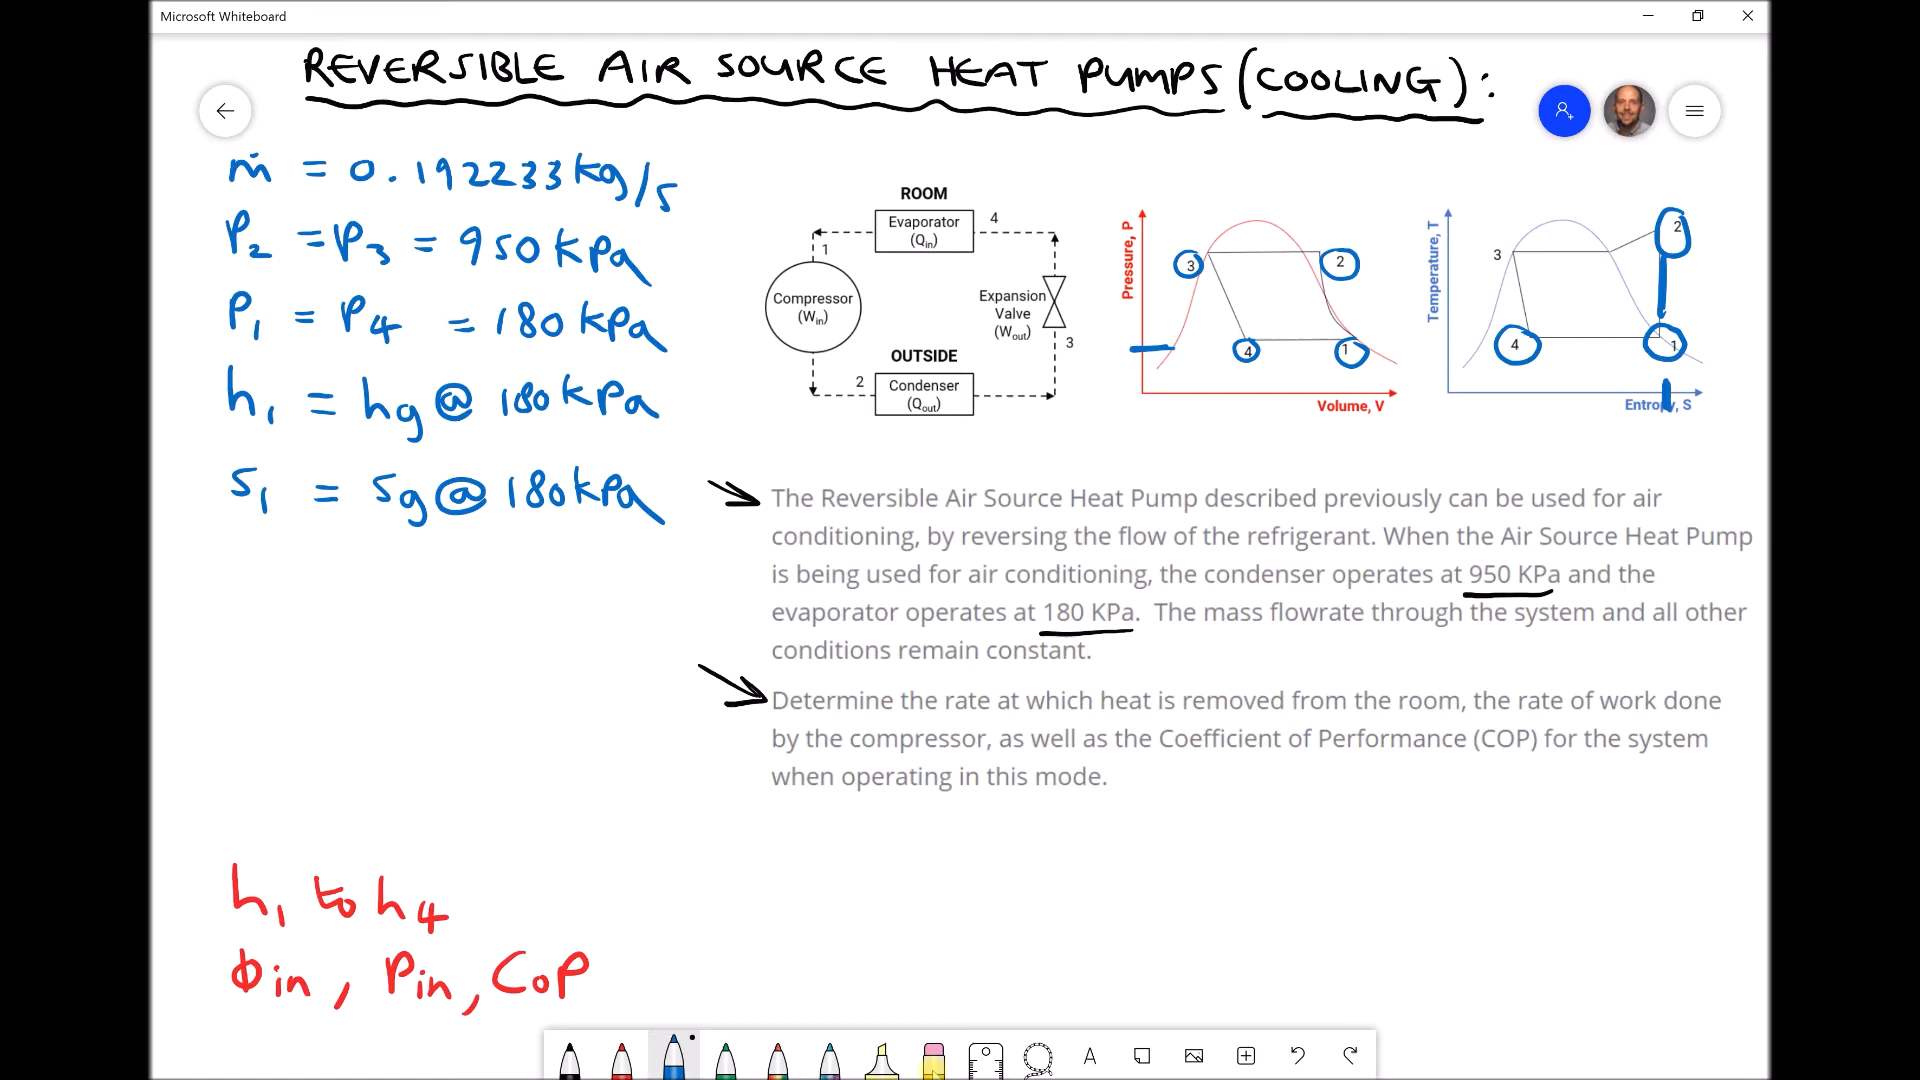 Microsoft Whiteboard
REVERSIBLE AIR SOURCE HEAT PUMPS (COOLING):
ṁ = 0.192233 kg/s
P₂ = P₃ = 950 kPa
P₁ = P₄ = 180 kPa
h₁ = hg @ 180 kPa
s₁ = sg @ 180 kPa
ROOM
Evaporator
(Qin)
4
1
Compressor
(Win)
Expansion
Valve
(Wout)
3
OUTSIDE
2
Condenser
(Qout)
Pressure, P
3
2
4
1
Volume, V
Temperature, T
2
3
4
1
Entropy, S
The Reversible Air Source Heat Pump described previously can be used for air
conditioning, by reversing the flow of the refrigerant. When the Air Source Heat Pump
is being used for air conditioning, the condenser operates at 950 KPa and the
evaporator operates at 180 KPa. The mass flowrate through the system and all other
conditions remain constant.
Determine the rate at which heat is removed from the room, the rate of work done
by the compressor, as well as the Coefficient of Performance (COP) for the system
when operating in this mode.
h₁ to h₄
Φin, Pin, CoP
A